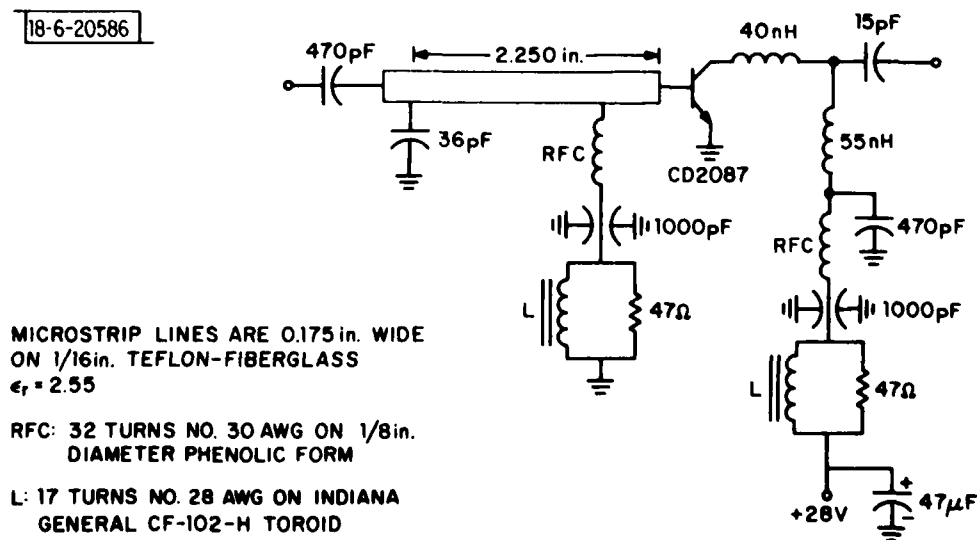 18-6-20586
470pF
2.250 in.
40nH
15pF
36pF
RFC
CD2087
55nH
1000pF
470pF
RFC
L
47Ω
1000pF
L
47Ω
+28V
+
-
47μF
MICROSTRIP LINES ARE 0.175 in. WIDE
ON 1/16in. TEFLON-FIBERGLASS
εr = 2.55
RFC: 32 TURNS NO. 30 AWG ON 1/8in.
DIAMETER PHENOLIC FORM
L: 17 TURNS NO. 28 AWG ON INDIANA
GENERAL CF-102-H TOROID